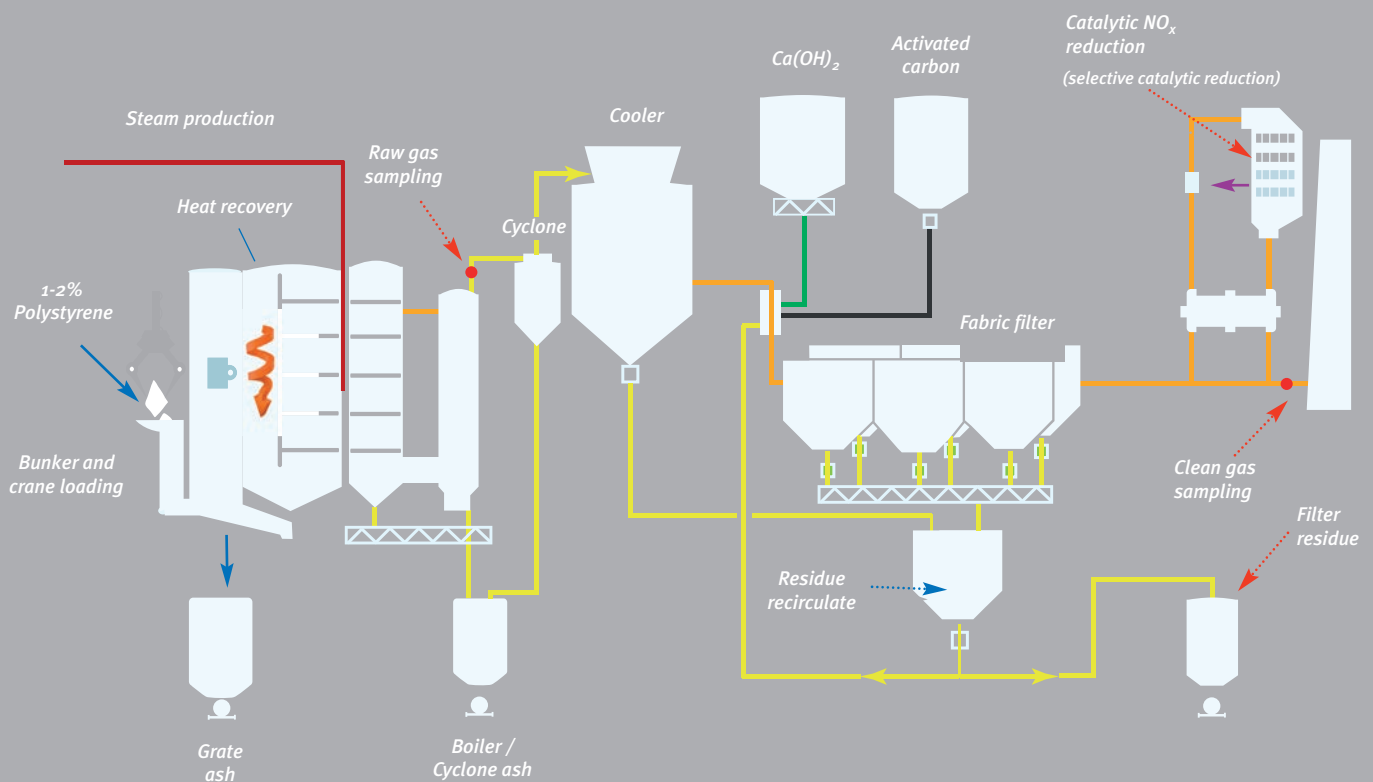 Catalytic NOx
reduction
(selective catalytic reduction)
Activated
carbon
Ca(OH)2
Cooler
Steam production
Raw gas
sampling
Heat recovery
Cyclone
1-2%
Polystyrene
Fabric filter
Bunker and
crane loading
Clean gas
sampling
Filter
residue
Residue
recirculate
Grate
ash
Boiler /
Cyclone ash